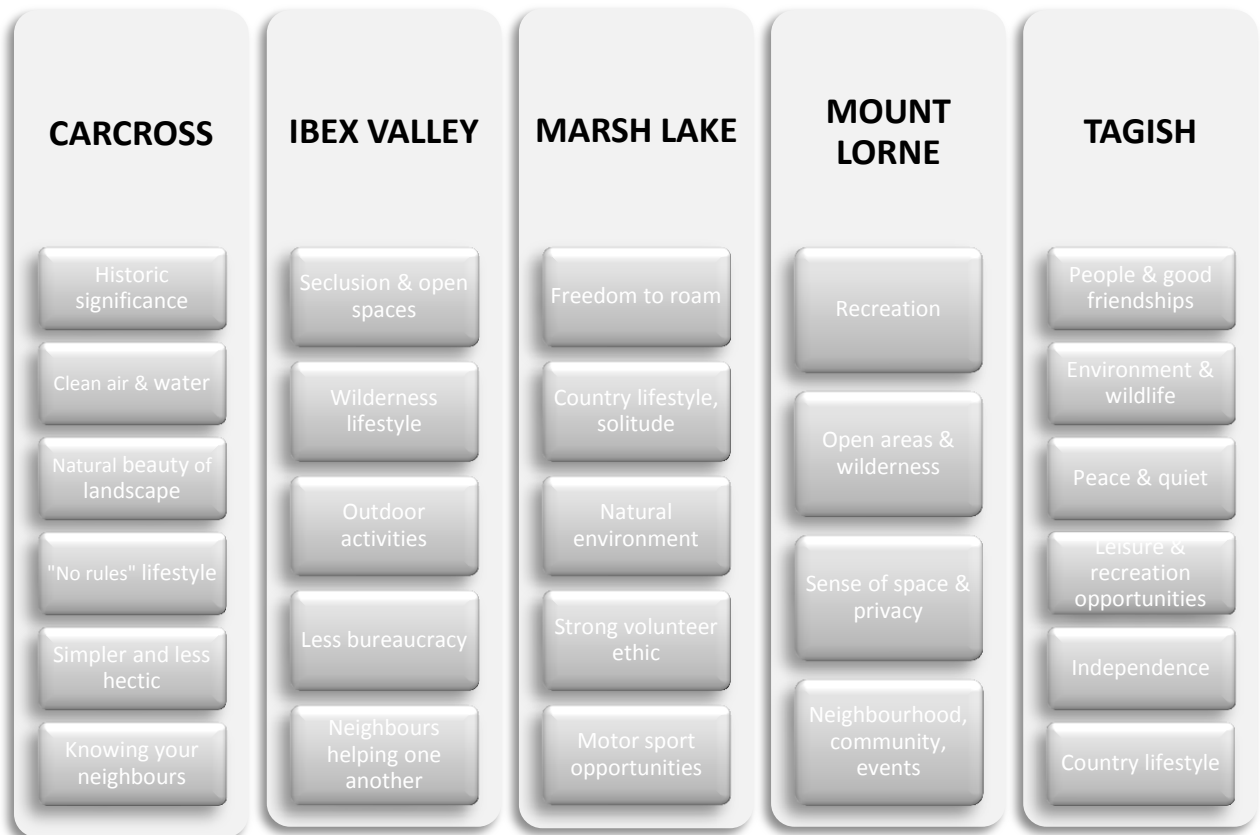 CARCROSS
Historic
significance
Clean air & water
Natural beauty of
landscape
"No rules" lifestyle
Simpler and less
hectic
Knowing your
neighbours
IBEX VALLEY
Seclusion & open
spaces
Wilderness
lifestyle
Outdoor
activities
Less bureaucracy
Neighbours
helping one
another
MARSH LAKE
Freedom to roam
Country lifestyle,
solitude
Natural
environment
Strong volunteer
ethic
Motor sport
opportunities
MOUNT
LORNE
Recreation
Open areas &
wilderness
Sense of space &
privacy
Neighbourhood,
community,
events
TAGISH
People & good
friendships
Environment &
wildlife
Peace & quiet
Leisure &
recreation
opportunities
Independence
Country lifestyle